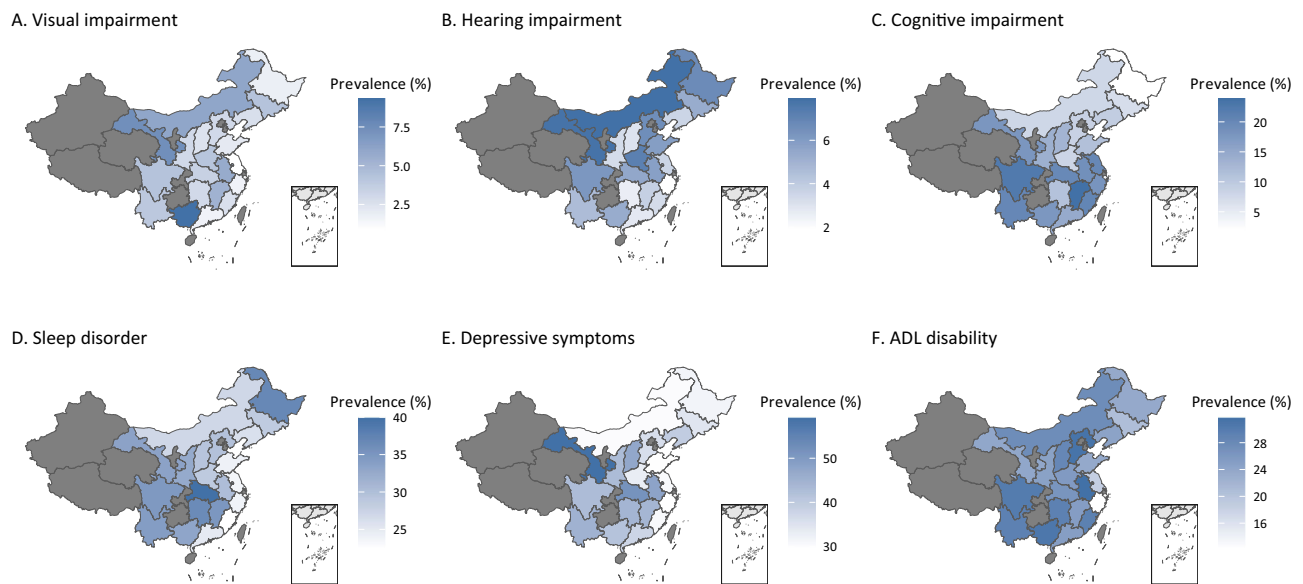 A. Visual impairment
Prevalence (%)
7.5
5.0
2.5
B. Hearing impairment
Prevalence (%)
6
4
2
C. Cognitive impairment
Prevalence (%)
20
15
10
5
D. Sleep disorder
Prevalence (%)
40
35
30
25
E. Depressive symptoms
Prevalence (%)
50
40
30
F. ADL disability
Prevalence (%)
28
24
20
16